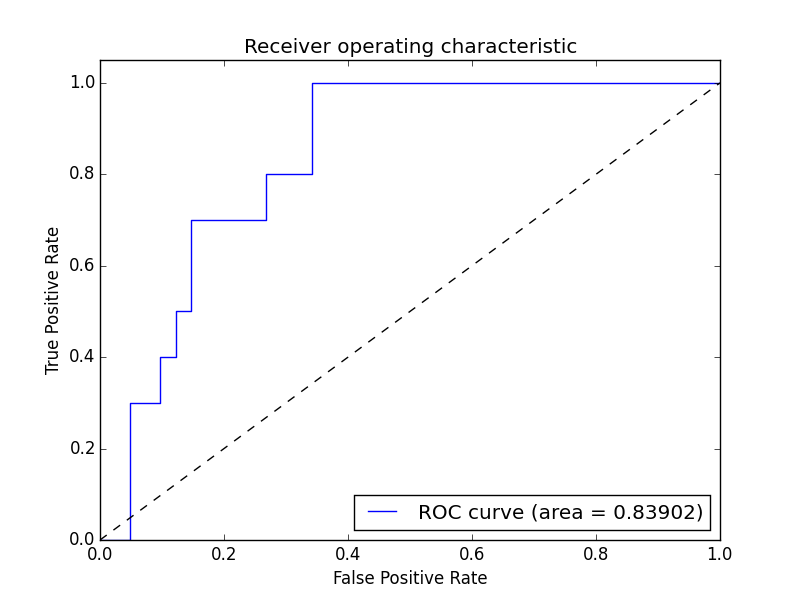 Receiver operating characteristic
1.0
0.8
0.6
0.4
0.2
0.0
True Positive Rate
ROC curve (area = 0.83902)
0.0 0.2 0.4 0.6 0.8 1.0
False Positive Rate